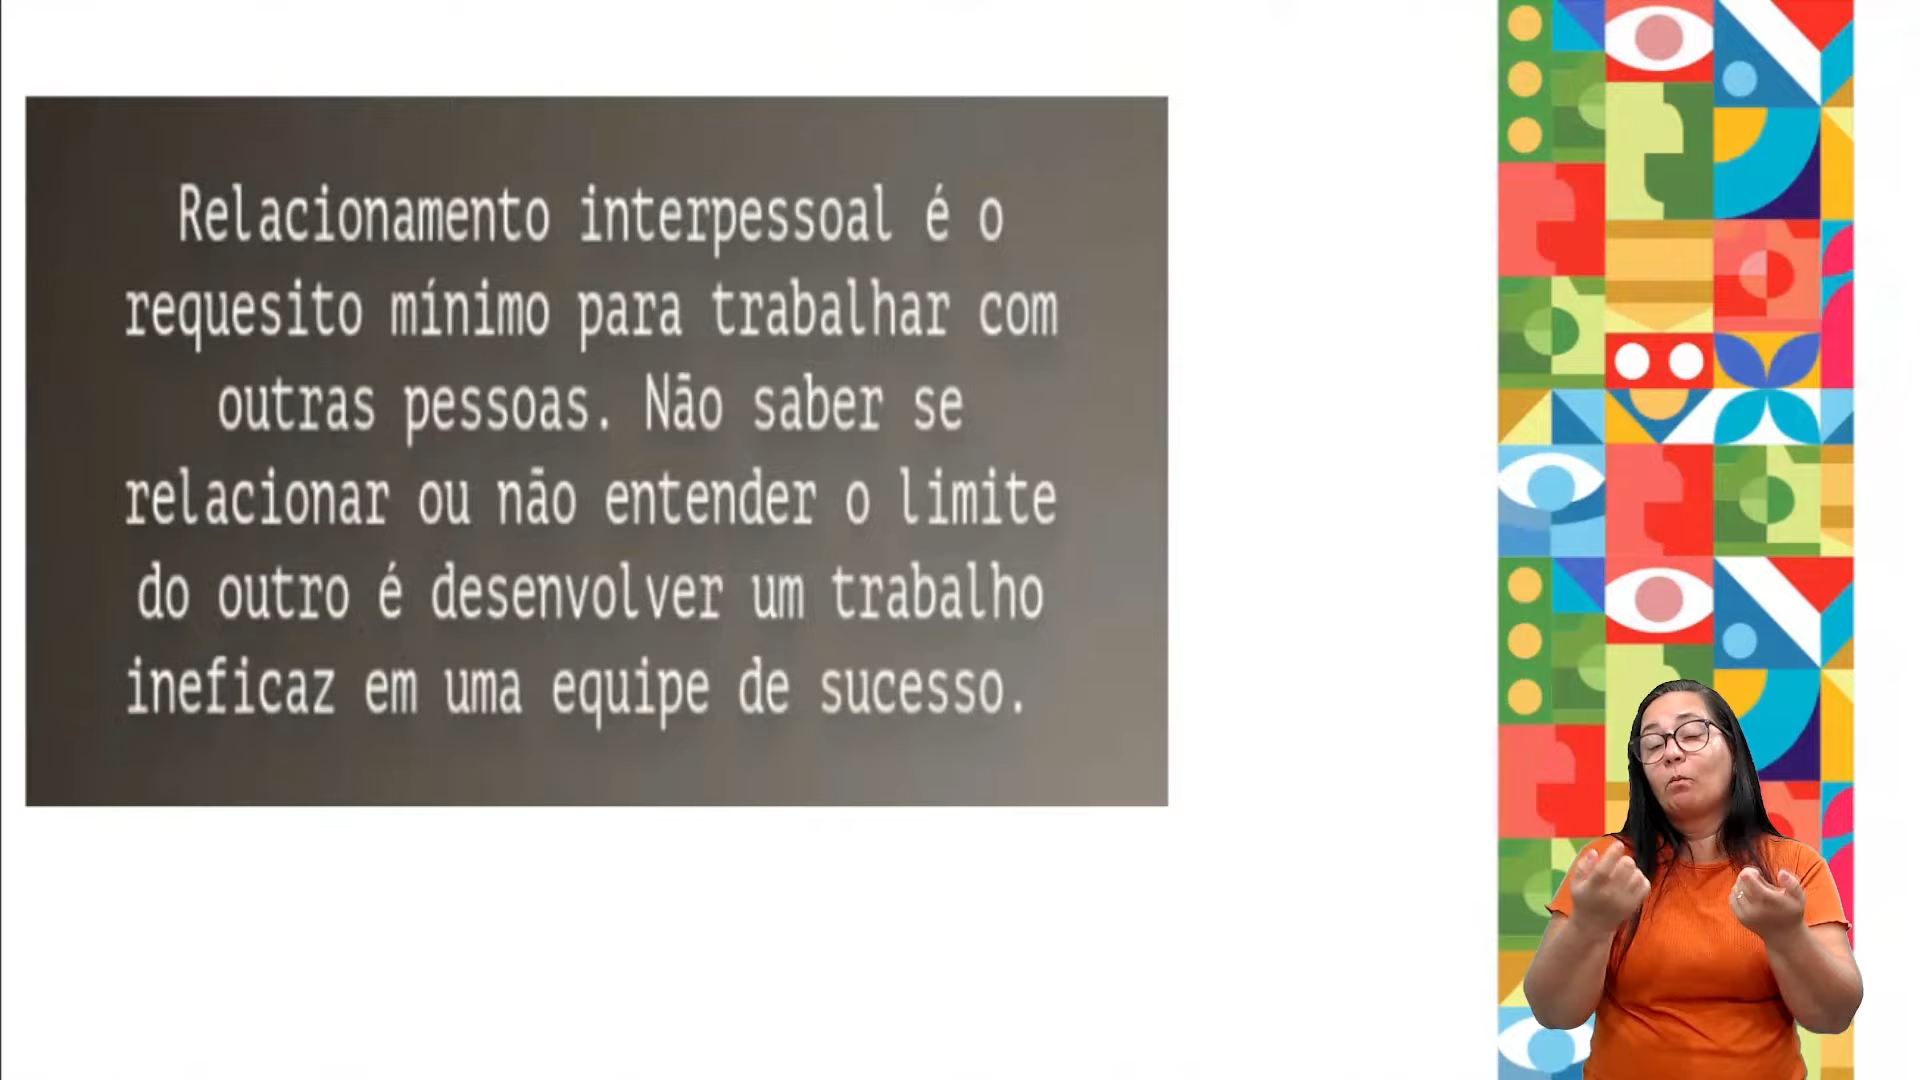 Relacionamento interpessoal é o
requesito mínimo para trabalhar com
outras pessoas. Não saber se
relacionar ou não entender o limite
do outro é desenvolver um trabalho
ineficaz em uma equipe de sucesso.